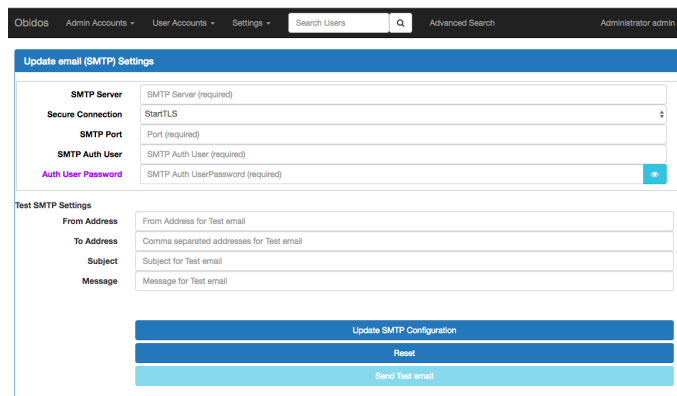 Obidos Admin Accounts User Accounts Settings Search Users Advanced Search Administrator admin
Update email (SMTP) Settings
SMTP Server SMTP Server (required)
Secure Connection StartTLS
SMTP Port Port (required)
SMTP Auth User SMTP Auth User (required)
Auth User Password SMTP Auth UserPassword (required)
Test SMTP Settings
From Address From Address for Test email
To Address Comma separated addresses for Test email
Subject Subject for Test email
Message Message for Test email
Update SMTP Configuration
Reset
Send Test email